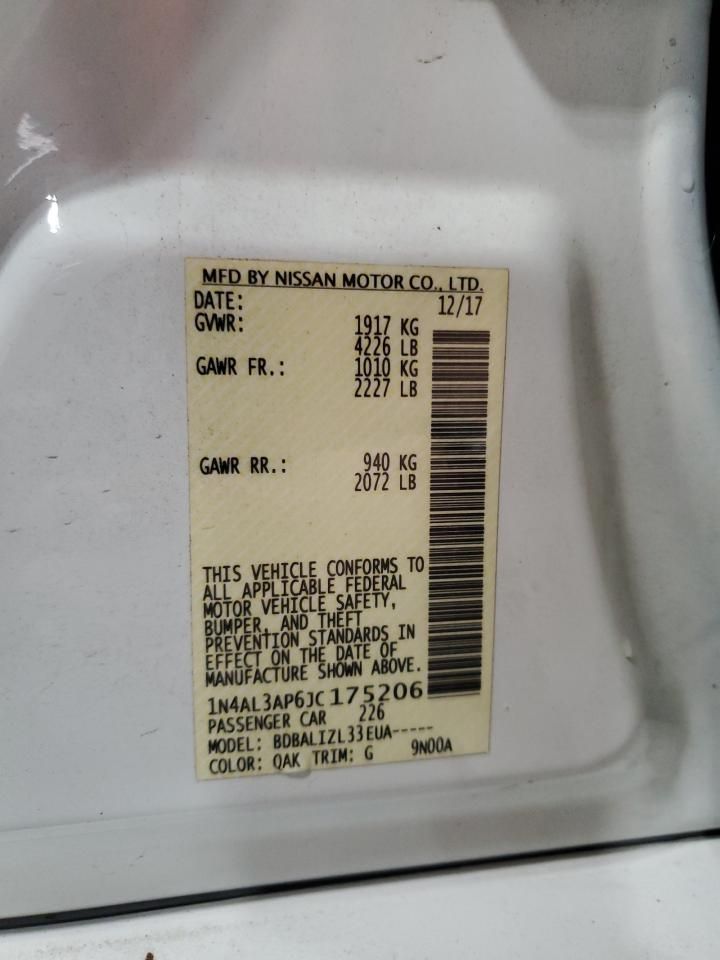 MFD BY NISSAN MOTOR CO., LTD.
DATE: 12/17
GVWR: 1917 KG
4226 LB
GAWR FR.: 1010 KG
2227 LB
GAWR RR.: 940 KG
2072 LB
THIS VEHICLE CONFORMS TO
ALL APPLICABLE FEDERAL
MOTOR VEHICLE SAFETY,
BUMPER, AND THEFT
PREVENTION STANDARDS IN
EFFECT ON THE DATE OF
MANUFACTURE SHOWN ABOVE.
1N4AL3AP6JC175206
PASSENGER CAR 226
MODEL: BDBALIZL33EUA-----
COLOR: QAK TRIM: G 9N00A